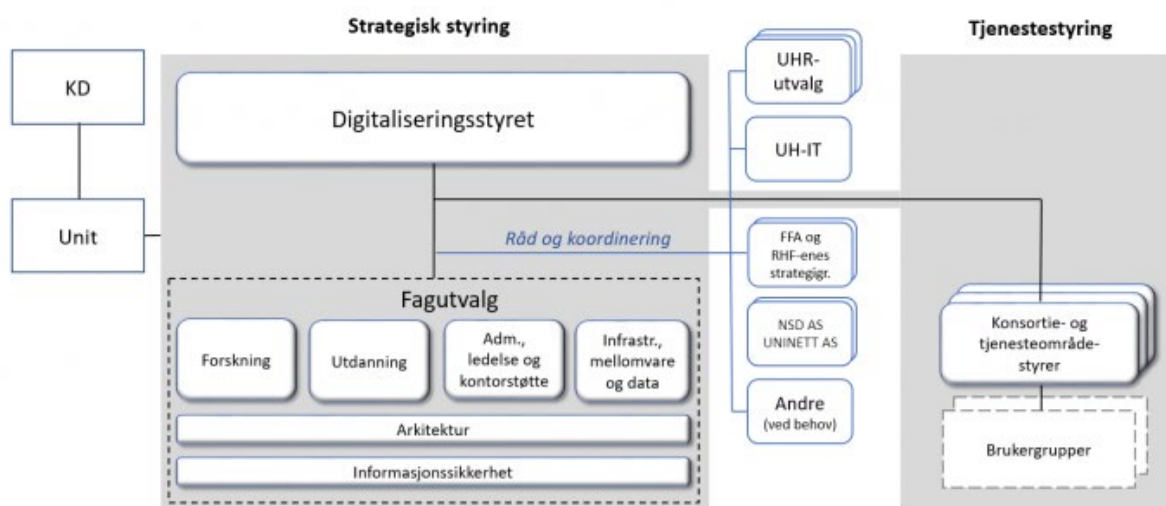 Strategisk styring
Tjenestestyring
KD
Unit
Digitaliseringsstyret
Råd og koordinering
Fagutvalg
Forskning
Utdanning
Adm.,
ledelse og
kontorstøtte
Infrastr.,
mellomvare
og data
Arkitektur
Informasjonssikkerhet
UHR-
utvalg
UH-IT
FFA og
RHF-enes
strategigr.
NSD AS
UNINETT AS
Andre
(ved behov)
Konsortie- og
tjenesteområde-
styrer
Brukergrupper